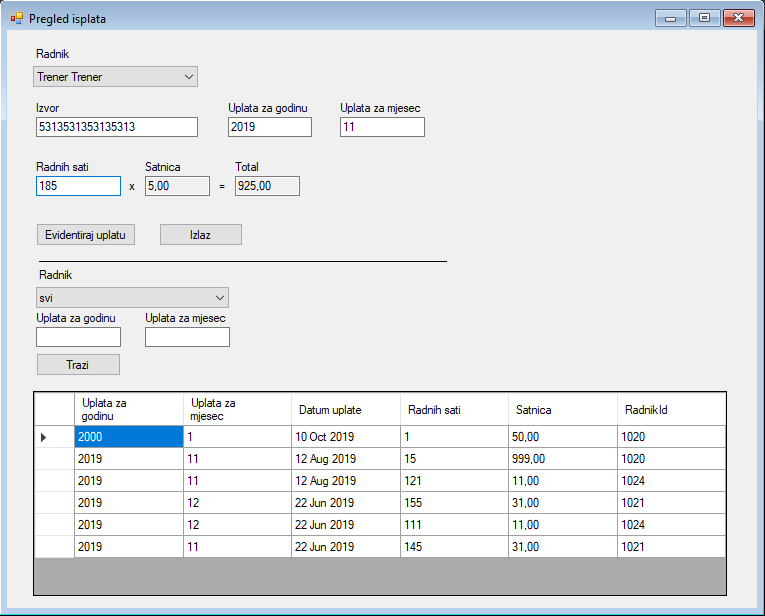 Pregled isplata
Radnik
Trener Trener
Izvor Uplata za godinu Uplata za mjesec
5313531353135313 2019 11
Radnih sati Satnica Total
185 x 5,00 = 925,00
Evidentiraj uplatu Izlaz
Radnik
svi
Uplata za godinu Uplata za mjesec
Trazi
Uplata za godinu Uplata za mjesec Datum uplate Radnih sati Satnica RadnikId
2000 1 10 Oct 2019 1 50,00 1020
2019 11 12 Aug 2019 15 999,00 1020
2019 11 12 Aug 2019 121 11,00 1024
2019 12 22 Jun 2019 155 31,00 1021
2019 12 22 Jun 2019 111 11,00 1024
2019 11 22 Jun 2019 145 31,00 1021